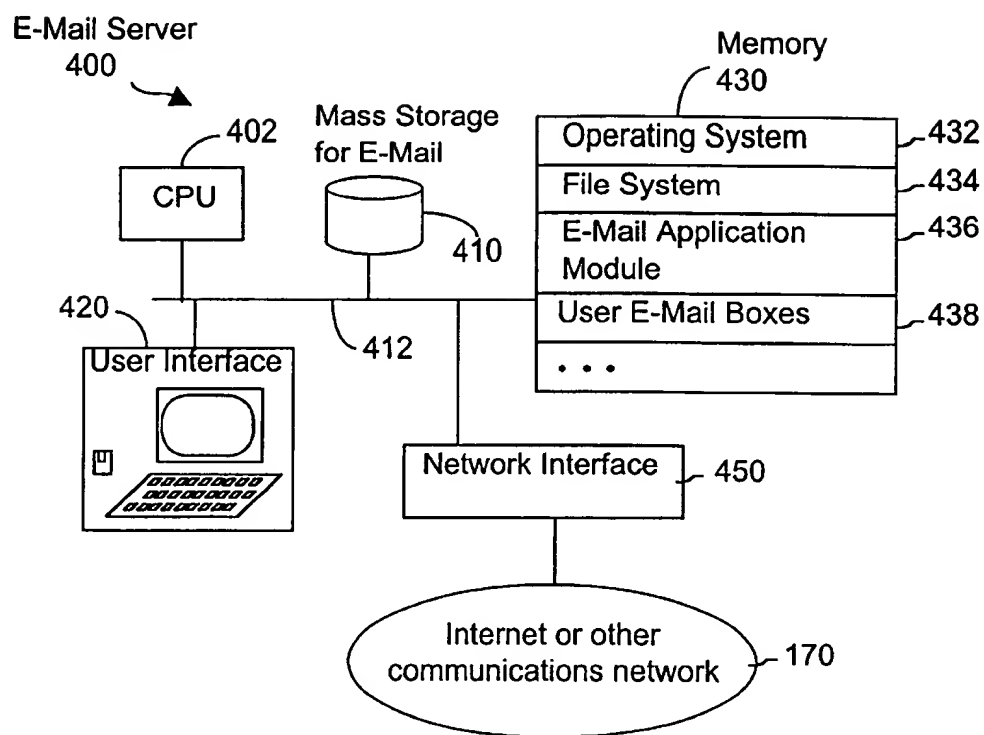 E-Mail Server
400
Memory
430
402
Mass Storage
for E-Mail
CPU
410
Operating System
432
File System
434
E-Mail Application
Module
436
User E-Mail Boxes
438
• • •
420
412
User Interface
Network Interface
450
Internet or other
communications network
170